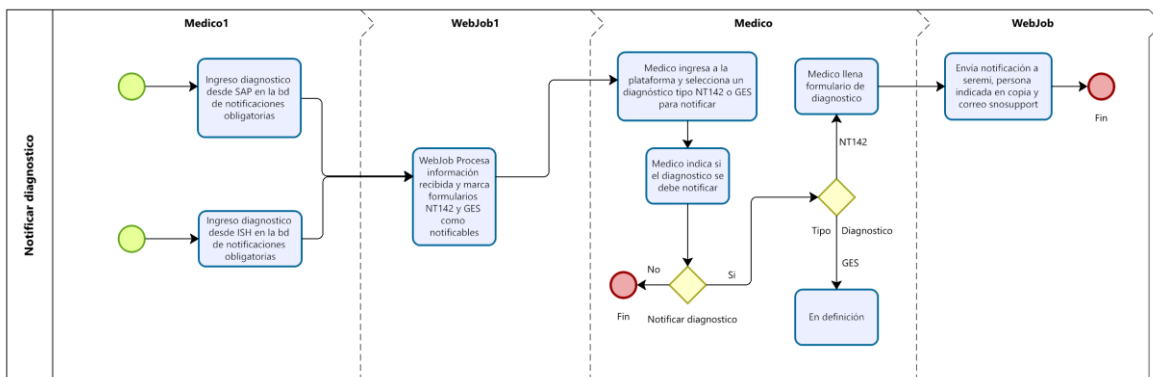 Notificar diagnostico
Medico1
WebJob1
Medico
WebJob
Ingreso diagnostico
desde SAP en la bd
de notificaciones
obligatorias
Ingreso diagnostico
desde ISH en la bd
de notificaciones
obligatorias
WebJob Procesa
información
recibida y marca
formularios
NT142 y GES
como
notificables
Medico ingresa a la
plataforma y selecciona un
diagnóstico tipo NT142 o GES
para notificar
Medico indica si
el diagnostico se
debe notificar
No
Si
Fin
Notificar diagnostico
Medico llena
formulario de
diagnostico
NT142
Tipo Diagnostico
GES
En definición
Envía notificación a
seremi, persona
indicada en copia y
correo snosupport
Fin